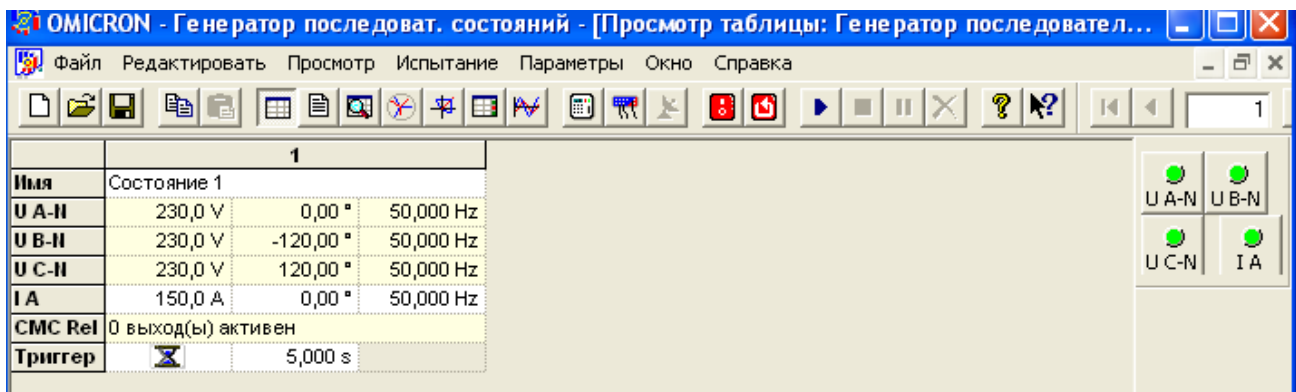 OMICRON - Генератор последоват. состояний - [Просмотр таблицы: Генератор последовател...
Файл Редактировать Просмотр Испытание Параметры Окно Справка
1
1
Имя Состояние 1
U A-N 230,0 V 0,00 ° 50,000 Hz
U B-N 230,0 V -120,00 ° 50,000 Hz
U C-N 230,0 V 120,00 ° 50,000 Hz
I A 150,0 A 0,00 ° 50,000 Hz
CMC Rel 0 выход(ы) активен
Триггер 5,000 s
U A-N U B-N
U C-N I A